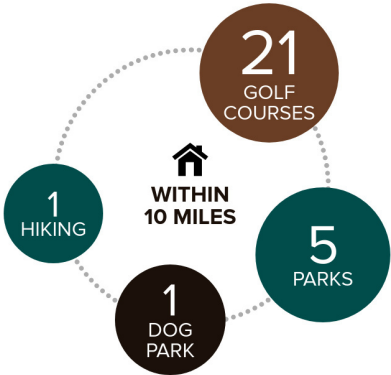 21
GOLF
COURSES
WITHIN
10 MILES
1
HIKING
5
PARKS
1
DOG
PARK